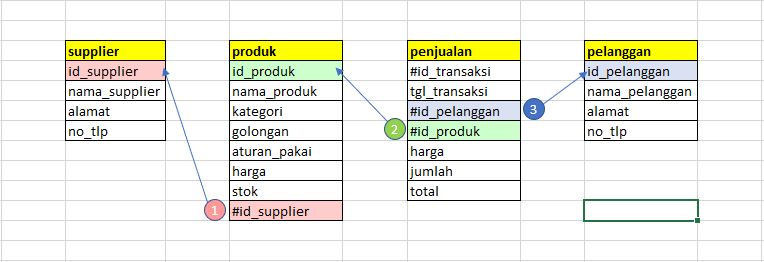 supplier
id_supplier
nama_supplier
alamat
no_tlp
produk
id_produk
nama_produk
kategori
golongan
aturan_pakai
harga
stok
#id_supplier
penjualan
#id_transaksi
tgl_transaksi
#id_pelanggan
#id_produk
harga
jumlah
total
pelanggan
id_pelanggan
nama_pelanggan
alamat
no_tlp
1
2
3